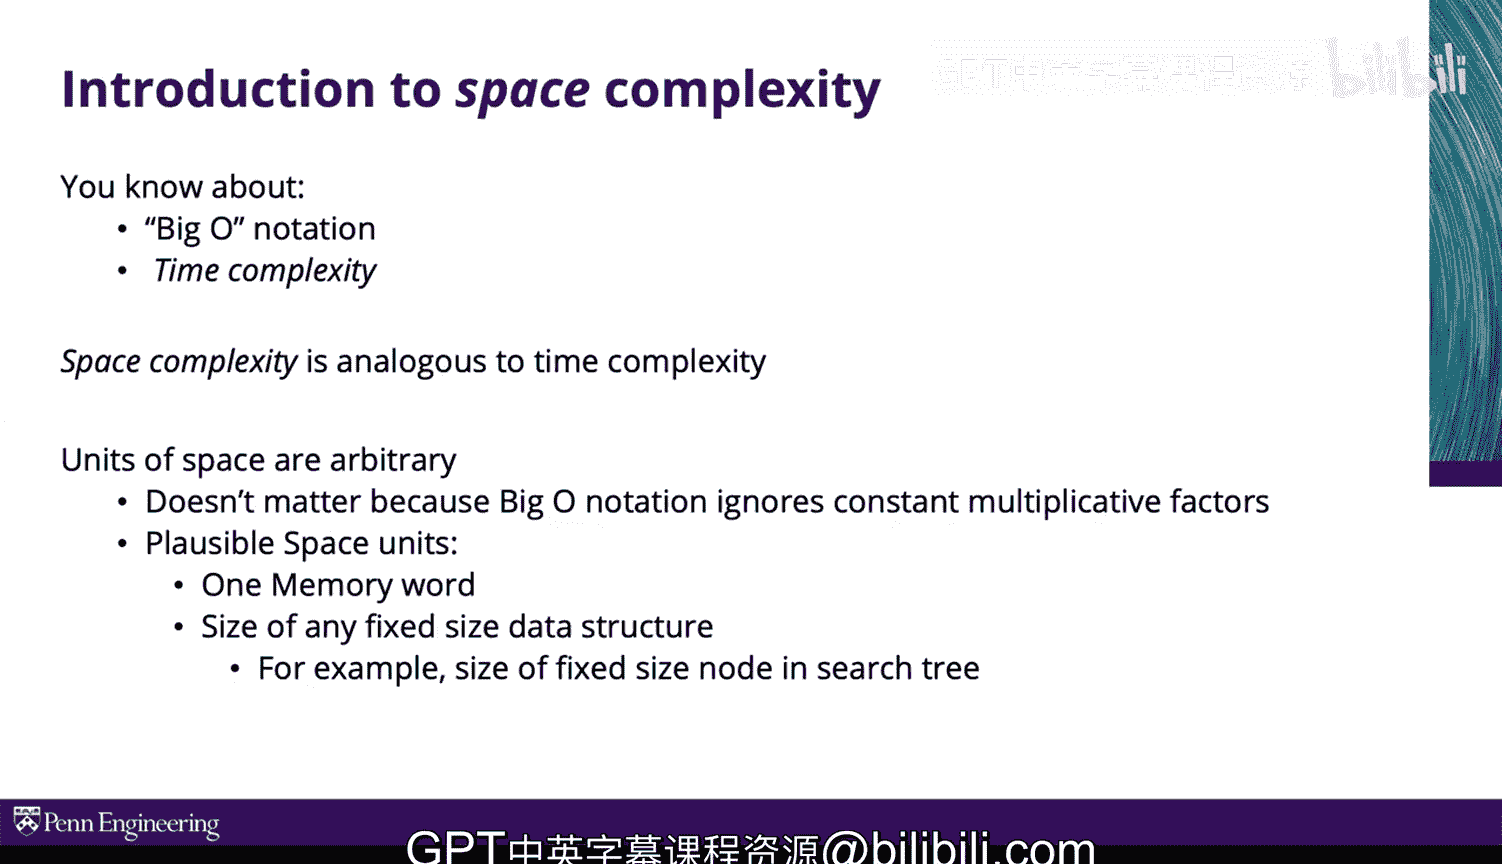 Introduction to space complexity
bilibili
You know about:
• “Big O” notation
• Time complexity
Space complexity is analogous to time complexity
Units of space are arbitrary
• Doesn’t matter because Big O notation ignores constant multiplicative factors
• Plausible Space units:
• One Memory word
• Size of any fixed size data structure
• For example, size of fixed size node in search tree
Penn Engineering
GPT中英字幕课程资源@bilibili.com